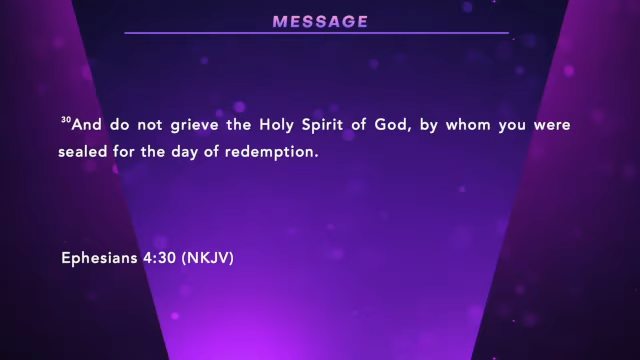 MESSAGE
30And do not grieve the Holy Spirit of God, by whom you were
sealed for the day of redemption.
Ephesians 4:30 (NKJV)